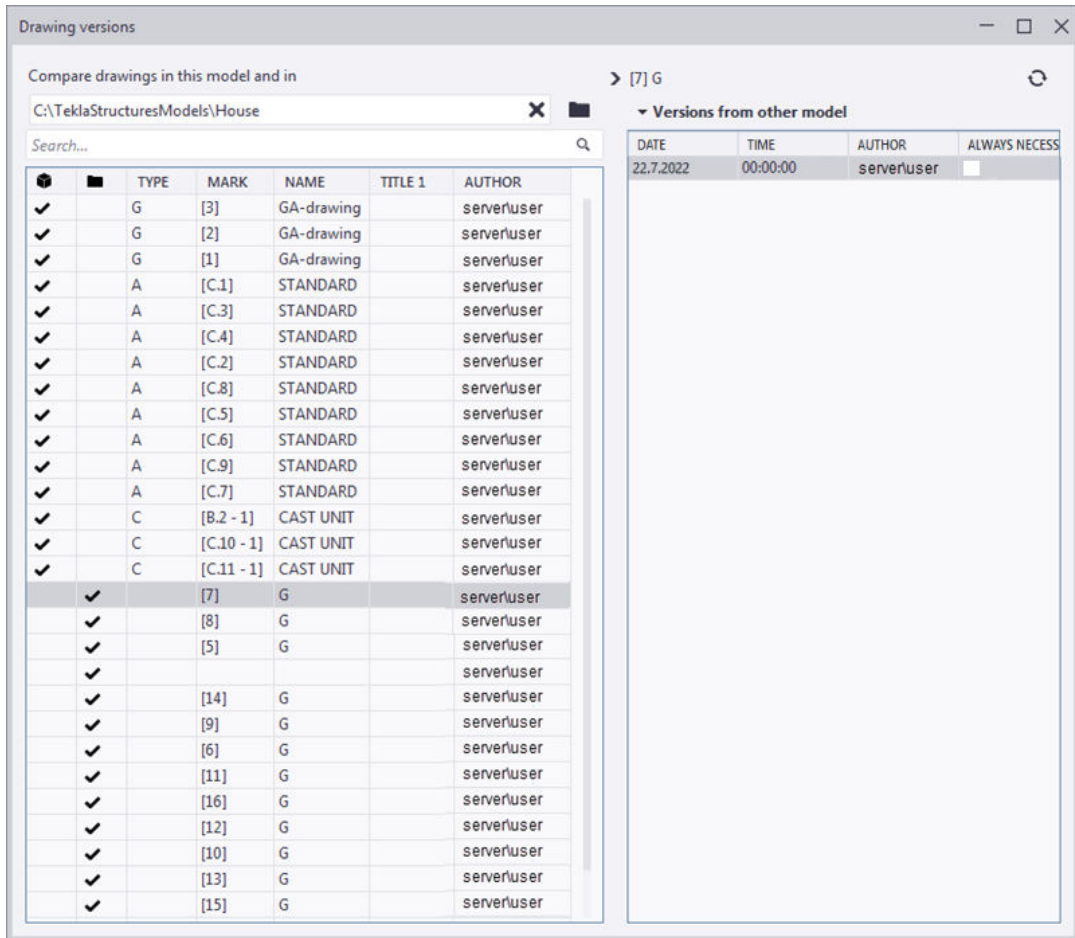 Drawing versions
Compare drawings in this model and in
C:\TeklaStructuresModels\House
Search...
TYPE MARK NAME TITLE 1 AUTHOR
G [3] GA-drawing server\user
G [2] GA-drawing server\user
G [1] GA-drawing server\user
A [C.1] STANDARD server\user
A [C.3] STANDARD server\user
A [C.4] STANDARD server\user
A [C.2] STANDARD server\user
A [C.8] STANDARD server\user
A [C.5] STANDARD server\user
A [C.6] STANDARD server\user
A [C.9] STANDARD server\user
A [C.7] STANDARD server\user
C [B.2 - 1] CAST UNIT server\user
C [C.10 - 1] CAST UNIT server\user
C [C.11 - 1] CAST UNIT server\user
[7] G server\user
[8] G server\user
[5] G server\user
server\user
[14] G server\user
[9] G server\user
[6] G server\user
[11] G server\user
[16] G server\user
[12] G server\user
[10] G server\user
[13] G server\user
[15] G server\user
[7] G
Versions from other model
DATE TIME AUTHOR ALWAYS NECESS
22.7.2022 00:00:00 server\user